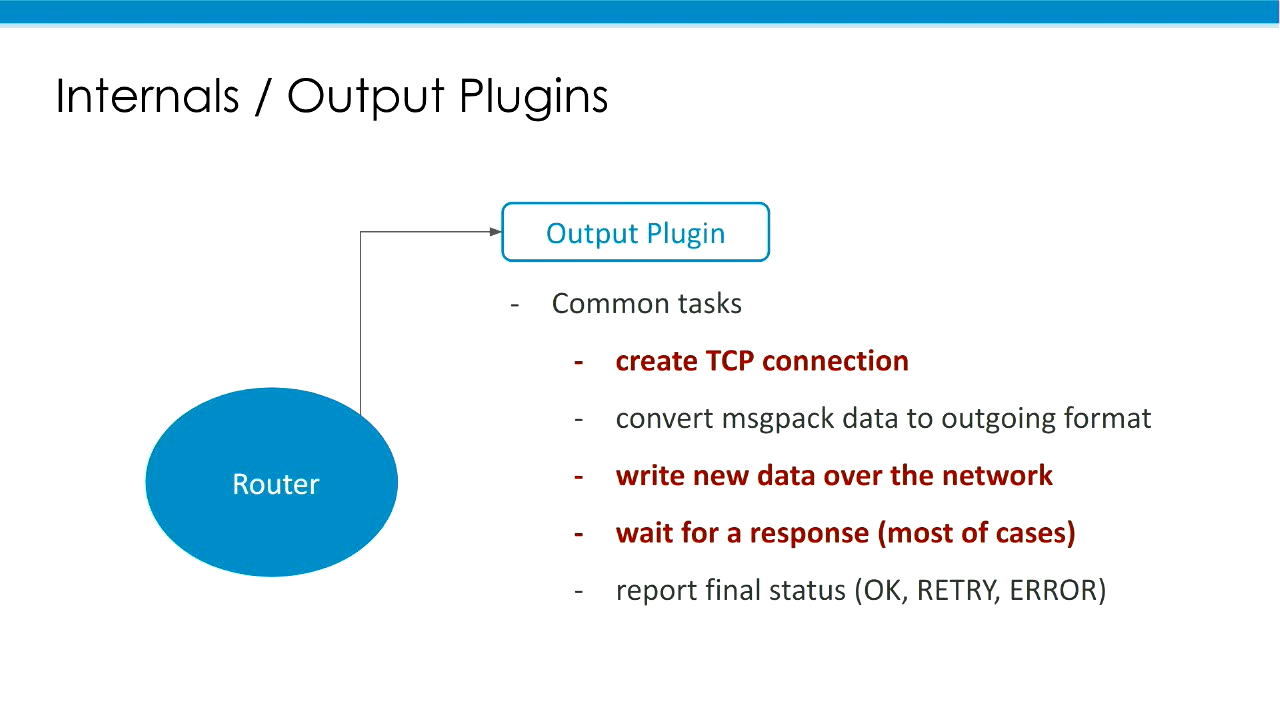 Internals / Output Plugins
Output Plugin
- Common tasks
- create TCP connection
- convert msgpack data to outgoing format
- write new data over the network
- wait for a response (most of cases)
- report final status (OK, RETRY, ERROR)
Router